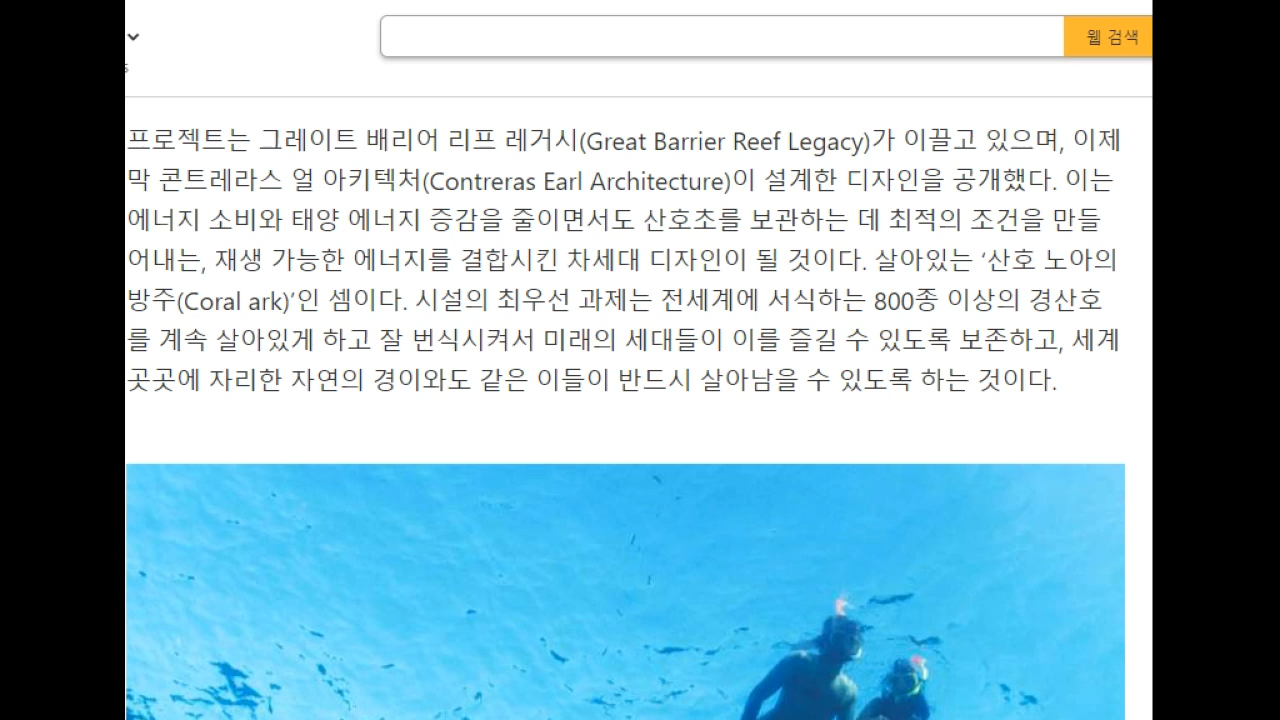 웹 검색
프로젝트는 그레이트 배리어 리프 레거시(Great Barrier Reef Legacy)가 이끌고 있으며, 이제
막 콘트레라스 얼 아키텍처(Contreras Earl Architecture)이 설계한 디자인을 공개했다. 이는
에너지 소비와 태양 에너지 증감을 줄이면서도 산호초를 보관하는 데 최적의 조건을 만들
어내는, 재생 가능한 에너지를 결합시킨 차세대 디자인이 될 것이다. 살아있는 ‘산호 노아의
방주(Coral ark)’인 셈이다. 시설의 최우선 과제는 전세계에 서식하는 800종 이상의 경산호
를 계속 살아있게 하고 잘 번식시켜서 미래의 세대들이 이를 즐길 수 있도록 보존하고, 세계
곳곳에 자리한 자연의 경이와도 같은 이들이 반드시 살아남을 수 있도록 하는 것이다.